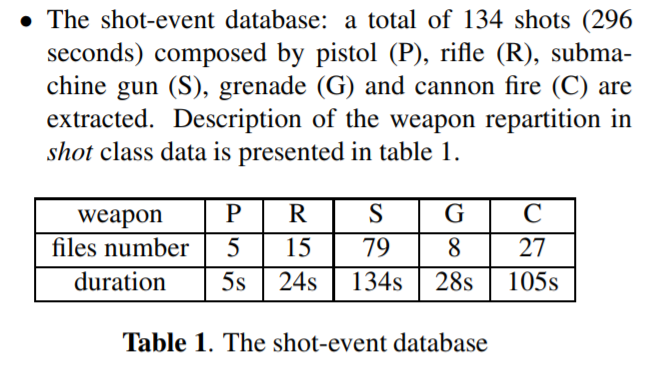 • The shot-event database: a total of 134 shots (296
seconds) composed by pistol (P), rifle (R), subma-
chine gun (S), grenade (G) and cannon fire (C) are
extracted. Description of the weapon repartition in
shot class data is presented in table 1.
weapon P R S G C
files number 5 15 79 8 27
duration 5s 24s 134s 28s 105s
Table 1. The shot-event database